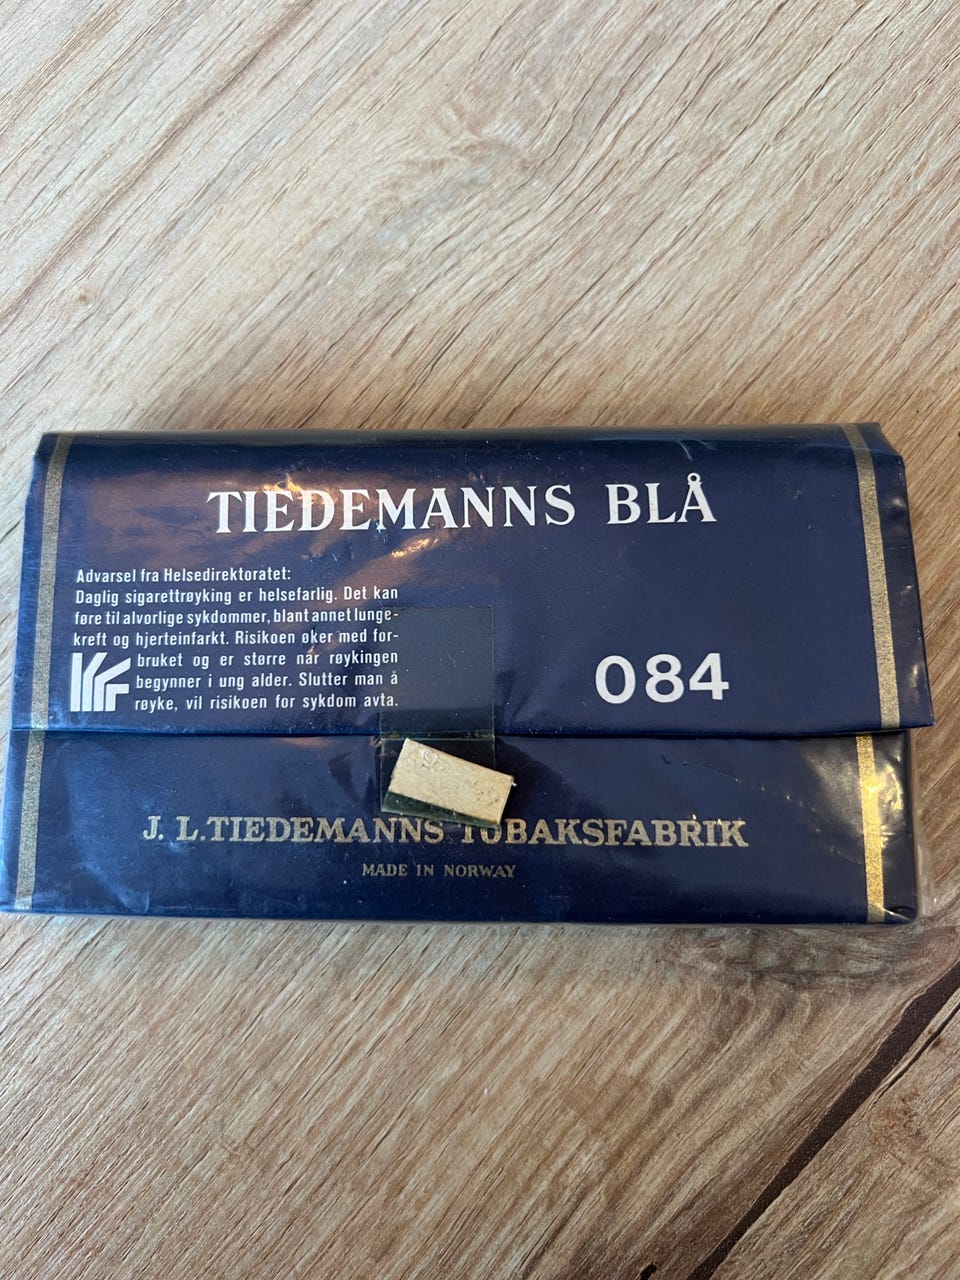 TIEDEMANNS BLÅ
Advarsel fra Helsedirektoratet:
Daglig sigarettrøyking er helsefarlig. Det kan
føre til alvorlige sykdommer, blant annet lunge-
kreft og hjerteinfarkt. Risikoen øker med for-
bruket og er større når røykingen
begynner i ung alder. Slutter man å
røyke, vil risikoen for sykdom avta.
084
J. L. TIEDEMANNS TOBAKSFABRIK
MADE IN NORWAY